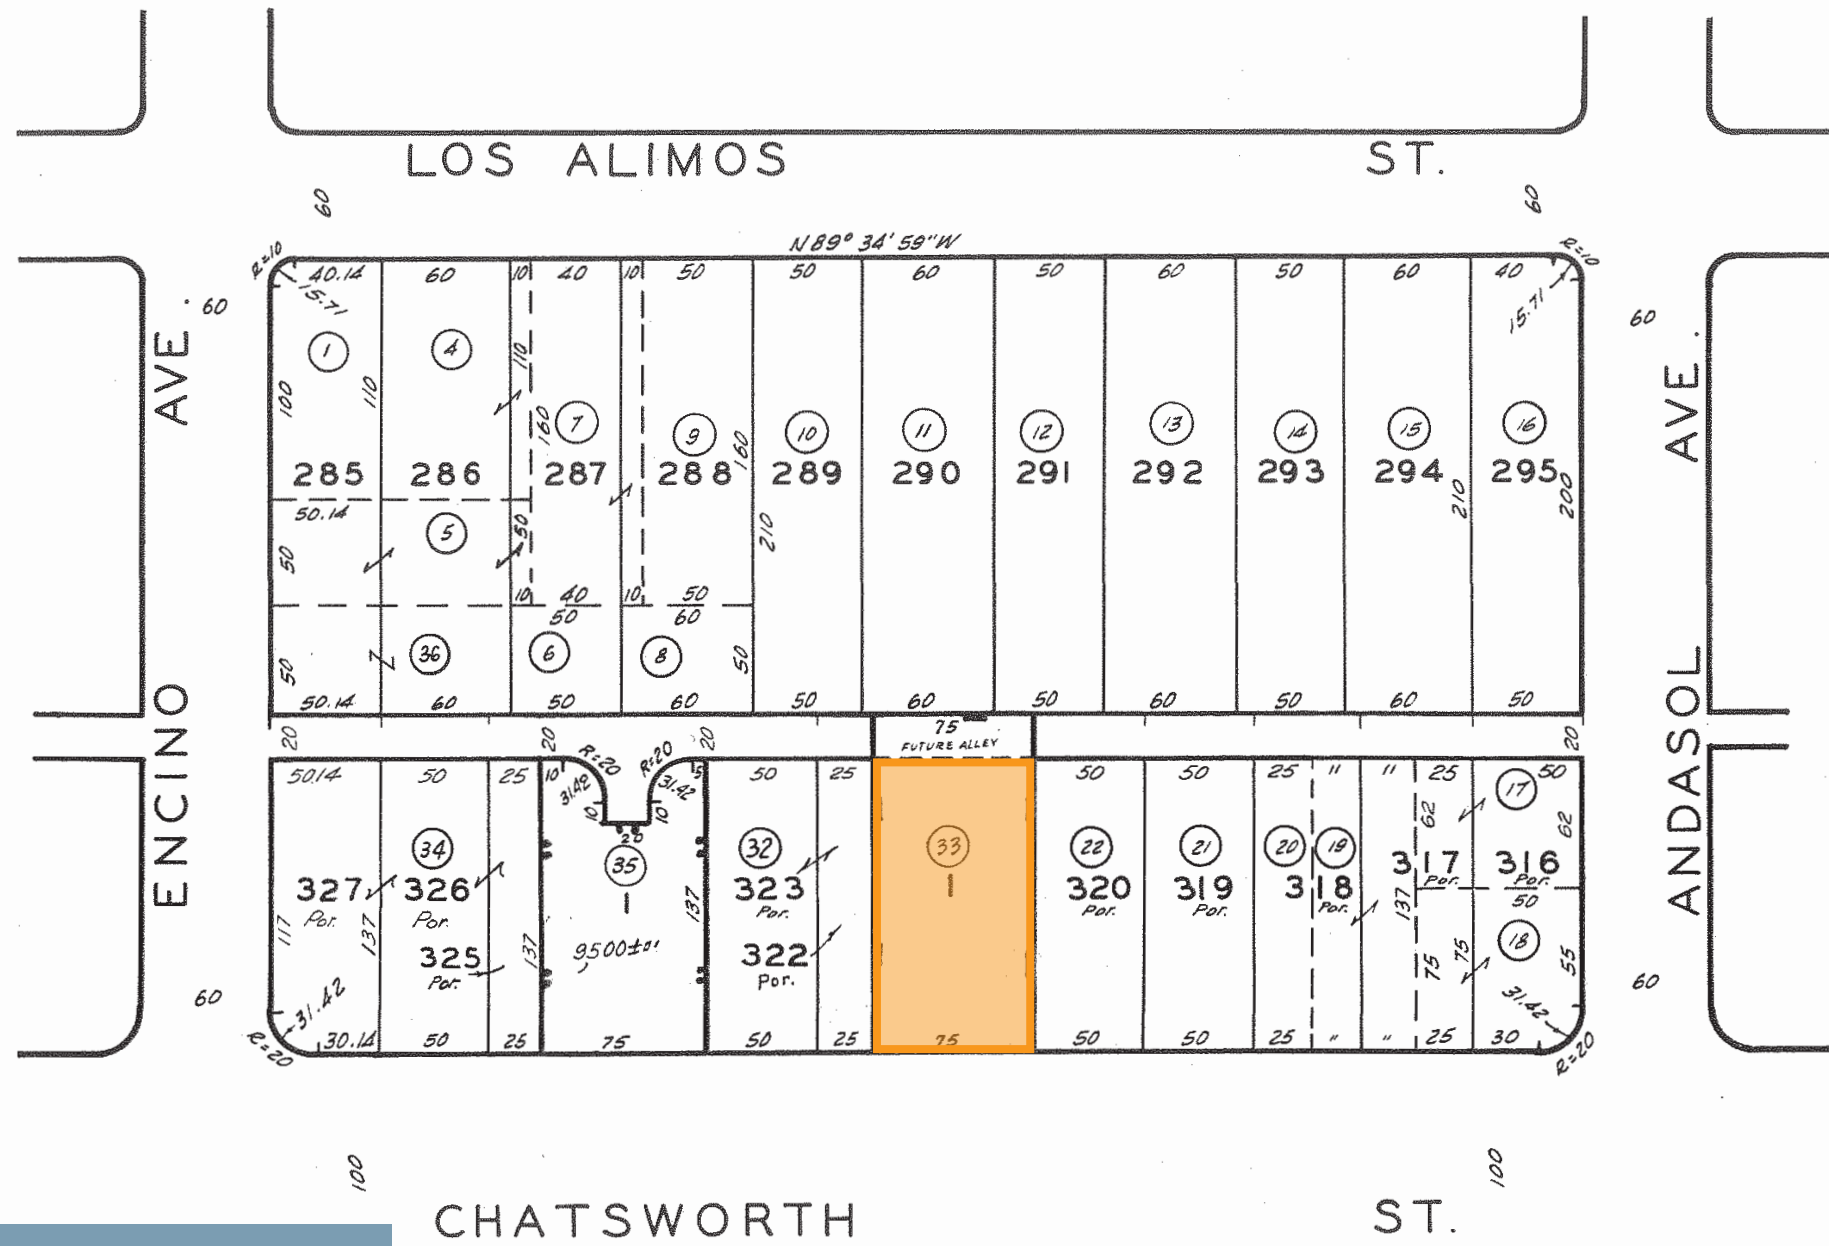 LOS ALIMOS ST.
60 60
N 89° 34' 59" W
R=10 R=10
40.14 60 10 40 10 50 50 60 50 60 50 60 40
15.71 15.71
60 60
AVE. AVE.
1 4
100 110 110
7 9 10 11 12 13 14 15 16
160 160
285 286 287 288 289 290 291 292 293 294 295
210 210 200
50.14
5
50 50
10 40 10 50
50 60
36 6 8
50 50
50.14 60 50 60 50 60 50 60 50 60 50
ENCINO ANDASOL
20 20 20 75 20
FUTURE ALLEY
R=20 R=20
50.14 50 25 10 5 50 25 50 50 25 " " 25 50
31.42 31.42
17
10 10
62 62
20
34 35 32 33 22 21 20 19
317 316
Por. Por.
327 326 1 323 1 320 319 318
Por. Por. Por. Por. Por. Por.
50
117 137 137 137 137
9500±□'
325 322
Por. Por.
18
75 75 55
60 60
31.42 31.42
R=20 30.14 50 25 75 50 25 75 50 50 25 " " 25 30 R=20
100 100
CHATSWORTH ST.